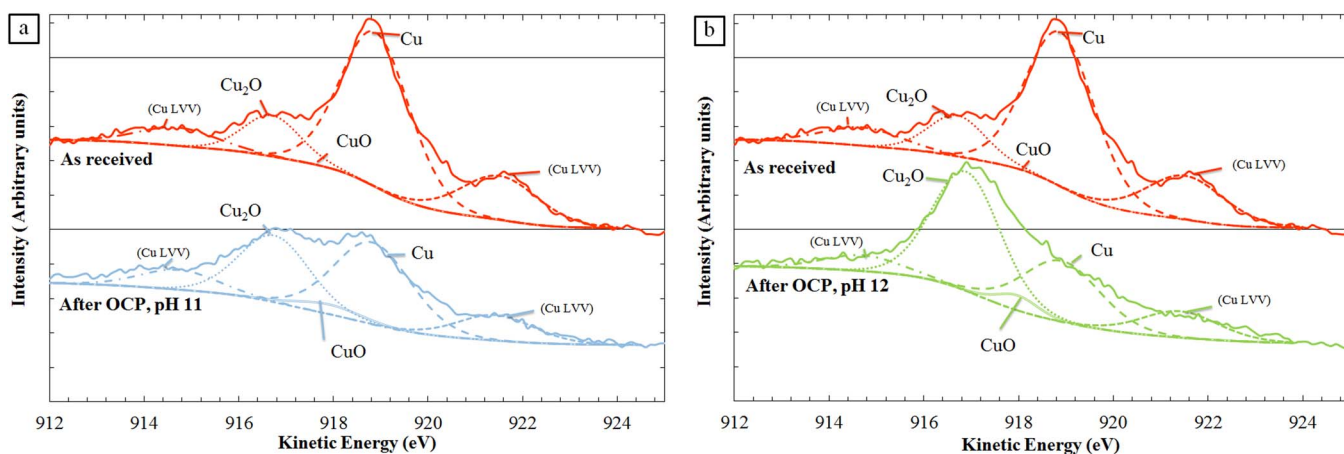 a
Intensity ( Arbitrary units)
Cu
Cu₂O
(Cu LVV)
CuO
As received
(Cu LVV)
Cu₂O
Cu
(Cu LVV)
After OCP, pH 11
(Cu LVV)
CuO
912 914 916 918 920 922 924
Kinetic Energy (eV)
b
Intensity (Arbitrary units)
Cu
Cu₂O
(Cu LVV)
CuO
As received
(Cu LVV)
Cu₂O
Cu
(Cu LVV)
After OCP, pH 12
(Cu LVV)
CuO
912 914 916 918 920 922 924
Kinetic Energy (eV)